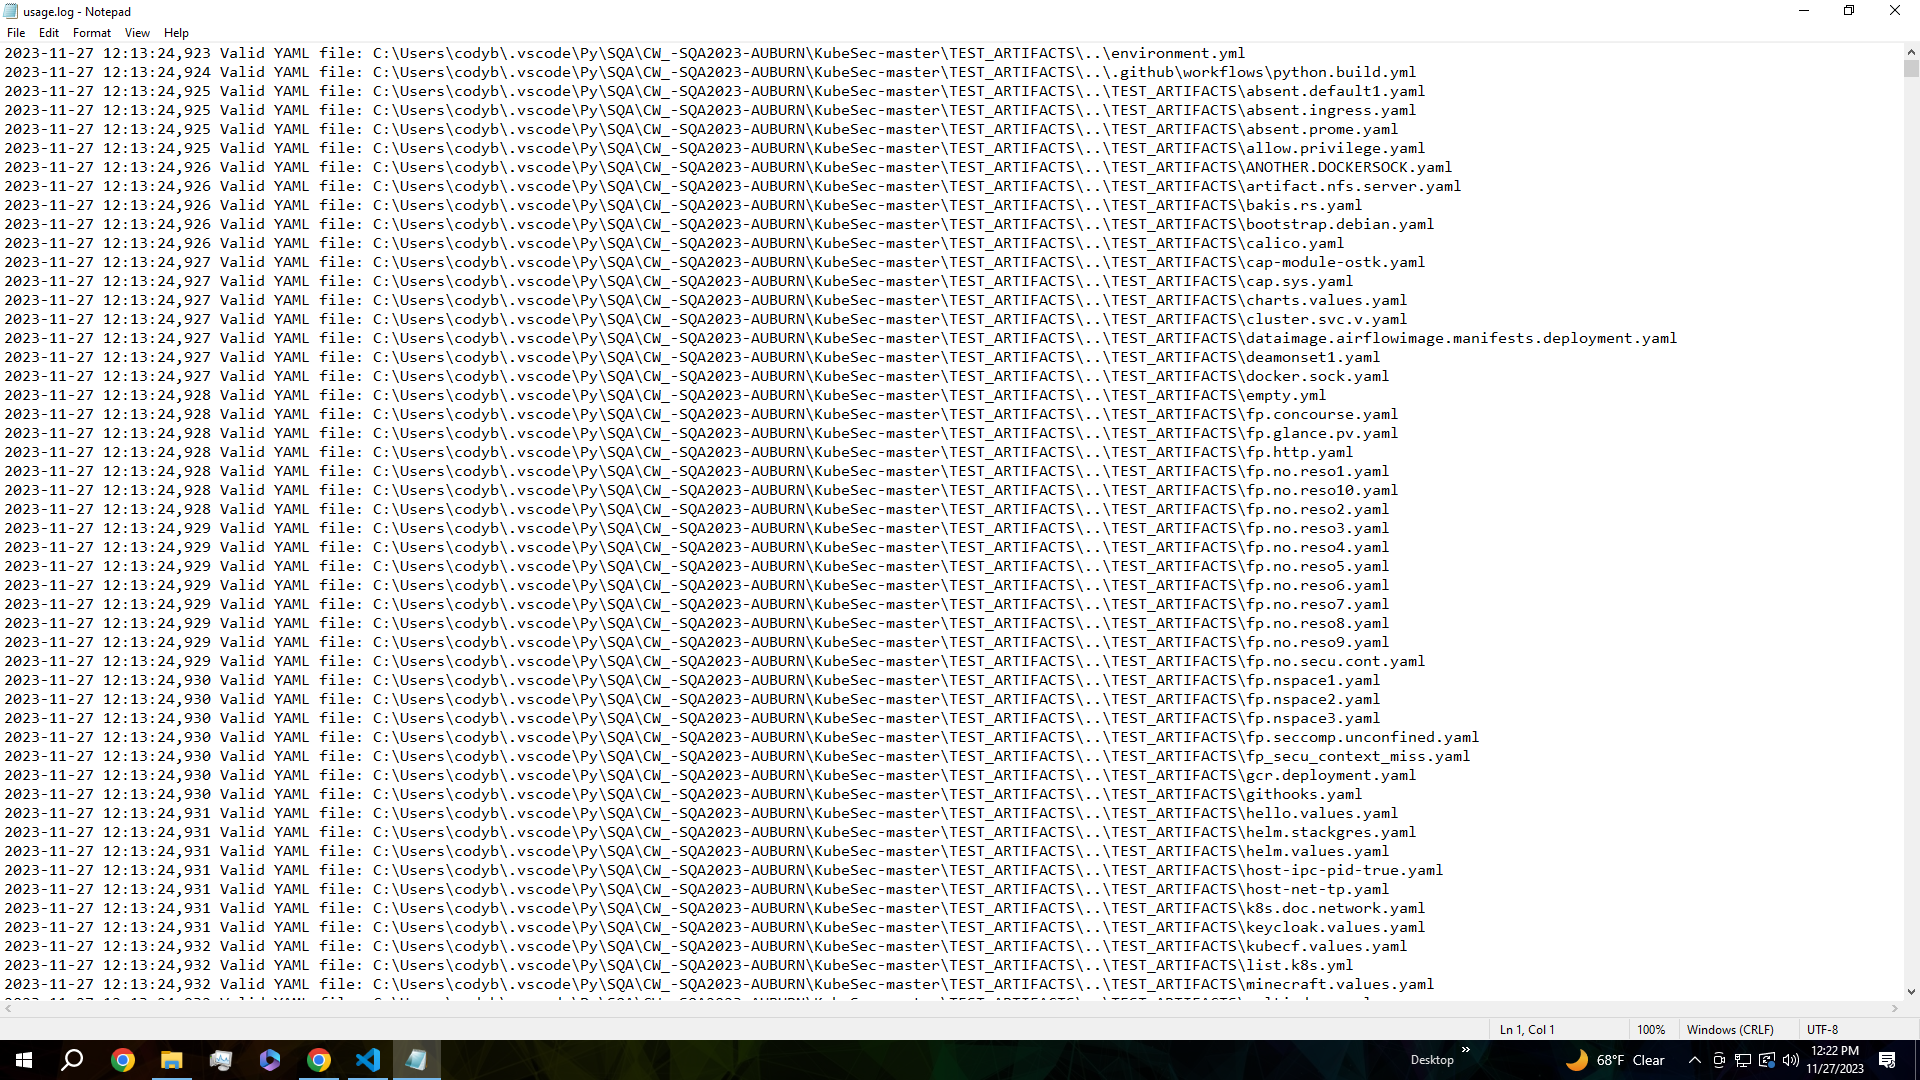 usage.log - Notepad
File Edit Format View Help
2023-11-27 12:13:24,923 Valid YAML file: C:\Users\codyb\.vscode\Py\SQA\CW_-SQA2023-AUBURN\KubeSec-master\TEST_ARTIFACTS\..\environment.yml
2023-11-27 12:13:24,924 Valid YAML file: C:\Users\codyb\.vscode\Py\SQA\CW_-SQA2023-AUBURN\KubeSec-master\TEST_ARTIFACTS\..\.github\workflows\python.build.yml
2023-11-27 12:13:24,925 Valid YAML file: C:\Users\codyb\.vscode\Py\SQA\CW_-SQA2023-AUBURN\KubeSec-master\TEST_ARTIFACTS\..\TEST_ARTIFACTS\absent.default1.yaml
2023-11-27 12:13:24,925 Valid YAML file: C:\Users\codyb\.vscode\Py\SQA\CW_-SQA2023-AUBURN\KubeSec-master\TEST_ARTIFACTS\..\TEST_ARTIFACTS\absent.ingress.yaml
2023-11-27 12:13:24,925 Valid YAML file: C:\Users\codyb\.vscode\Py\SQA\CW_-SQA2023-AUBURN\KubeSec-master\TEST_ARTIFACTS\..\TEST_ARTIFACTS\absent.prome.yaml
2023-11-27 12:13:24,925 Valid YAML file: C:\Users\codyb\.vscode\Py\SQA\CW_-SQA2023-AUBURN\KubeSec-master\TEST_ARTIFACTS\..\TEST_ARTIFACTS\allow.privilege.yaml
2023-11-27 12:13:24,926 Valid YAML file: C:\Users\codyb\.vscode\Py\SQA\CW_-SQA2023-AUBURN\KubeSec-master\TEST_ARTIFACTS\..\TEST_ARTIFACTS\ANOTHER.DOCKERSOCK.yaml
2023-11-27 12:13:24,926 Valid YAML file: C:\Users\codyb\.vscode\Py\SQA\CW_-SQA2023-AUBURN\KubeSec-master\TEST_ARTIFACTS\..\TEST_ARTIFACTS\artifact.nfs.server.yaml
2023-11-27 12:13:24,926 Valid YAML file: C:\Users\codyb\.vscode\Py\SQA\CW_-SQA2023-AUBURN\KubeSec-master\TEST_ARTIFACTS\..\TEST_ARTIFACTS\bakis.rs.yaml
2023-11-27 12:13:24,926 Valid YAML file: C:\Users\codyb\.vscode\Py\SQA\CW_-SQA2023-AUBURN\KubeSec-master\TEST_ARTIFACTS\..\TEST_ARTIFACTS\bootstrap.debian.yaml
2023-11-27 12:13:24,926 Valid YAML file: C:\Users\codyb\.vscode\Py\SQA\CW_-SQA2023-AUBURN\KubeSec-master\TEST_ARTIFACTS\..\TEST_ARTIFACTS\calico.yaml
2023-11-27 12:13:24,927 Valid YAML file: C:\Users\codyb\.vscode\Py\SQA\CW_-SQA2023-AUBURN\KubeSec-master\TEST_ARTIFACTS\..\TEST_ARTIFACTS\cap-module-ostk.yaml
2023-11-27 12:13:24,927 Valid YAML file: C:\Users\codyb\.vscode\Py\SQA\CW_-SQA2023-AUBURN\KubeSec-master\TEST_ARTIFACTS\..\TEST_ARTIFACTS\cap.sys.yaml
2023-11-27 12:13:24,927 Valid YAML file: C:\Users\codyb\.vscode\Py\SQA\CW_-SQA2023-AUBURN\KubeSec-master\TEST_ARTIFACTS\..\TEST_ARTIFACTS\charts.values.yaml
2023-11-27 12:13:24,927 Valid YAML file: C:\Users\codyb\.vscode\Py\SQA\CW_-SQA2023-AUBURN\KubeSec-master\TEST_ARTIFACTS\..\TEST_ARTIFACTS\cluster.svc.v.yaml
2023-11-27 12:13:24,927 Valid YAML file: C:\Users\codyb\.vscode\Py\SQA\CW_-SQA2023-AUBURN\KubeSec-master\TEST_ARTIFACTS\..\TEST_ARTIFACTS\dataimage.airflowimage.manifests.deployment.yaml
2023-11-27 12:13:24,927 Valid YAML file: C:\Users\codyb\.vscode\Py\SQA\CW_-SQA2023-AUBURN\KubeSec-master\TEST_ARTIFACTS\..\TEST_ARTIFACTS\deamonset1.yaml
2023-11-27 12:13:24,927 Valid YAML file: C:\Users\codyb\.vscode\Py\SQA\CW_-SQA2023-AUBURN\KubeSec-master\TEST_ARTIFACTS\..\TEST_ARTIFACTS\docker.sock.yaml
2023-11-27 12:13:24,928 Valid YAML file: C:\Users\codyb\.vscode\Py\SQA\CW_-SQA2023-AUBURN\KubeSec-master\TEST_ARTIFACTS\..\TEST_ARTIFACTS\empty.yml
2023-11-27 12:13:24,928 Valid YAML file: C:\Users\codyb\.vscode\Py\SQA\CW_-SQA2023-AUBURN\KubeSec-master\TEST_ARTIFACTS\..\TEST_ARTIFACTS\fp.concourse.yaml
2023-11-27 12:13:24,928 Valid YAML file: C:\Users\codyb\.vscode\Py\SQA\CW_-SQA2023-AUBURN\KubeSec-master\TEST_ARTIFACTS\..\TEST_ARTIFACTS\fp.glance.pv.yaml
2023-11-27 12:13:24,928 Valid YAML file: C:\Users\codyb\.vscode\Py\SQA\CW_-SQA2023-AUBURN\KubeSec-master\TEST_ARTIFACTS\..\TEST_ARTIFACTS\fp.http.yaml
2023-11-27 12:13:24,928 Valid YAML file: C:\Users\codyb\.vscode\Py\SQA\CW_-SQA2023-AUBURN\KubeSec-master\TEST_ARTIFACTS\..\TEST_ARTIFACTS\fp.no.reso1.yaml
2023-11-27 12:13:24,928 Valid YAML file: C:\Users\codyb\.vscode\Py\SQA\CW_-SQA2023-AUBURN\KubeSec-master\TEST_ARTIFACTS\..\TEST_ARTIFACTS\fp.no.reso10.yaml
2023-11-27 12:13:24,928 Valid YAML file: C:\Users\codyb\.vscode\Py\SQA\CW_-SQA2023-AUBURN\KubeSec-master\TEST_ARTIFACTS\..\TEST_ARTIFACTS\fp.no.reso2.yaml
2023-11-27 12:13:24,929 Valid YAML file: C:\Users\codyb\.vscode\Py\SQA\CW_-SQA2023-AUBURN\KubeSec-master\TEST_ARTIFACTS\..\TEST_ARTIFACTS\fp.no.reso3.yaml
2023-11-27 12:13:24,929 Valid YAML file: C:\Users\codyb\.vscode\Py\SQA\CW_-SQA2023-AUBURN\KubeSec-master\TEST_ARTIFACTS\..\TEST_ARTIFACTS\fp.no.reso4.yaml
2023-11-27 12:13:24,929 Valid YAML file: C:\Users\codyb\.vscode\Py\SQA\CW_-SQA2023-AUBURN\KubeSec-master\TEST_ARTIFACTS\..\TEST_ARTIFACTS\fp.no.reso5.yaml
2023-11-27 12:13:24,929 Valid YAML file: C:\Users\codyb\.vscode\Py\SQA\CW_-SQA2023-AUBURN\KubeSec-master\TEST_ARTIFACTS\..\TEST_ARTIFACTS\fp.no.reso6.yaml
2023-11-27 12:13:24,929 Valid YAML file: C:\Users\codyb\.vscode\Py\SQA\CW_-SQA2023-AUBURN\KubeSec-master\TEST_ARTIFACTS\..\TEST_ARTIFACTS\fp.no.reso7.yaml
2023-11-27 12:13:24,929 Valid YAML file: C:\Users\codyb\.vscode\Py\SQA\CW_-SQA2023-AUBURN\KubeSec-master\TEST_ARTIFACTS\..\TEST_ARTIFACTS\fp.no.reso8.yaml
2023-11-27 12:13:24,929 Valid YAML file: C:\Users\codyb\.vscode\Py\SQA\CW_-SQA2023-AUBURN\KubeSec-master\TEST_ARTIFACTS\..\TEST_ARTIFACTS\fp.no.reso9.yaml
2023-11-27 12:13:24,929 Valid YAML file: C:\Users\codyb\.vscode\Py\SQA\CW_-SQA2023-AUBURN\KubeSec-master\TEST_ARTIFACTS\..\TEST_ARTIFACTS\fp.no.secu.cont.yaml
2023-11-27 12:13:24,930 Valid YAML file: C:\Users\codyb\.vscode\Py\SQA\CW_-SQA2023-AUBURN\KubeSec-master\TEST_ARTIFACTS\..\TEST_ARTIFACTS\fp.nspace1.yaml
2023-11-27 12:13:24,930 Valid YAML file: C:\Users\codyb\.vscode\Py\SQA\CW_-SQA2023-AUBURN\KubeSec-master\TEST_ARTIFACTS\..\TEST_ARTIFACTS\fp.nspace2.yaml
2023-11-27 12:13:24,930 Valid YAML file: C:\Users\codyb\.vscode\Py\SQA\CW_-SQA2023-AUBURN\KubeSec-master\TEST_ARTIFACTS\..\TEST_ARTIFACTS\fp.nspace3.yaml
2023-11-27 12:13:24,930 Valid YAML file: C:\Users\codyb\.vscode\Py\SQA\CW_-SQA2023-AUBURN\KubeSec-master\TEST_ARTIFACTS\..\TEST_ARTIFACTS\fp.seccomp.unconfined.yaml
2023-11-27 12:13:24,930 Valid YAML file: C:\Users\codyb\.vscode\Py\SQA\CW_-SQA2023-AUBURN\KubeSec-master\TEST_ARTIFACTS\..\TEST_ARTIFACTS\fp_secu_context_miss.yaml
2023-11-27 12:13:24,930 Valid YAML file: C:\Users\codyb\.vscode\Py\SQA\CW_-SQA2023-AUBURN\KubeSec-master\TEST_ARTIFACTS\..\TEST_ARTIFACTS\gcr.deployment.yaml
2023-11-27 12:13:24,930 Valid YAML file: C:\Users\codyb\.vscode\Py\SQA\CW_-SQA2023-AUBURN\KubeSec-master\TEST_ARTIFACTS\..\TEST_ARTIFACTS\githooks.yaml
2023-11-27 12:13:24,931 Valid YAML file: C:\Users\codyb\.vscode\Py\SQA\CW_-SQA2023-AUBURN\KubeSec-master\TEST_ARTIFACTS\..\TEST_ARTIFACTS\hello.values.yaml
2023-11-27 12:13:24,931 Valid YAML file: C:\Users\codyb\.vscode\Py\SQA\CW_-SQA2023-AUBURN\KubeSec-master\TEST_ARTIFACTS\..\TEST_ARTIFACTS\helm.stackgres.yaml
2023-11-27 12:13:24,931 Valid YAML file: C:\Users\codyb\.vscode\Py\SQA\CW_-SQA2023-AUBURN\KubeSec-master\TEST_ARTIFACTS\..\TEST_ARTIFACTS\helm.values.yaml
2023-11-27 12:13:24,931 Valid YAML file: C:\Users\codyb\.vscode\Py\SQA\CW_-SQA2023-AUBURN\KubeSec-master\TEST_ARTIFACTS\..\TEST_ARTIFACTS\host-ipc-pid-true.yaml
2023-11-27 12:13:24,931 Valid YAML file: C:\Users\codyb\.vscode\Py\SQA\CW_-SQA2023-AUBURN\KubeSec-master\TEST_ARTIFACTS\..\TEST_ARTIFACTS\host-net-tp.yaml
2023-11-27 12:13:24,931 Valid YAML file: C:\Users\codyb\.vscode\Py\SQA\CW_-SQA2023-AUBURN\KubeSec-master\TEST_ARTIFACTS\..\TEST_ARTIFACTS\k8s.doc.network.yaml
2023-11-27 12:13:24,931 Valid YAML file: C:\Users\codyb\.vscode\Py\SQA\CW_-SQA2023-AUBURN\KubeSec-master\TEST_ARTIFACTS\..\TEST_ARTIFACTS\keycloak.values.yaml
2023-11-27 12:13:24,932 Valid YAML file: C:\Users\codyb\.vscode\Py\SQA\CW_-SQA2023-AUBURN\KubeSec-master\TEST_ARTIFACTS\..\TEST_ARTIFACTS\kubecf.values.yaml
2023-11-27 12:13:24,932 Valid YAML file: C:\Users\codyb\.vscode\Py\SQA\CW_-SQA2023-AUBURN\KubeSec-master\TEST_ARTIFACTS\..\TEST_ARTIFACTS\list.k8s.yml
2023-11-27 12:13:24,932 Valid YAML file: C:\Users\codyb\.vscode\Py\SQA\CW_-SQA2023-AUBURN\KubeSec-master\TEST_ARTIFACTS\..\TEST_ARTIFACTS\minecraft.values.yaml
Ln 1, Col 1 100% Windows (CRLF) UTF-8
Desktop 68°F Clear 12:22 PM
11/27/2023